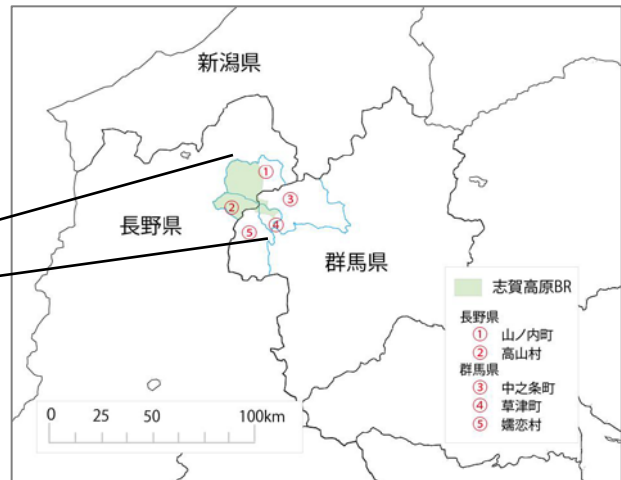 新潟県
①
③
②
長野県
④
⑤
群馬県
志賀高原BR
長野県
① 山ノ内町
② 高山村
群馬県
③ 中之条町
④ 草津町
⑤ 嬬恋村
0 25 50 100km